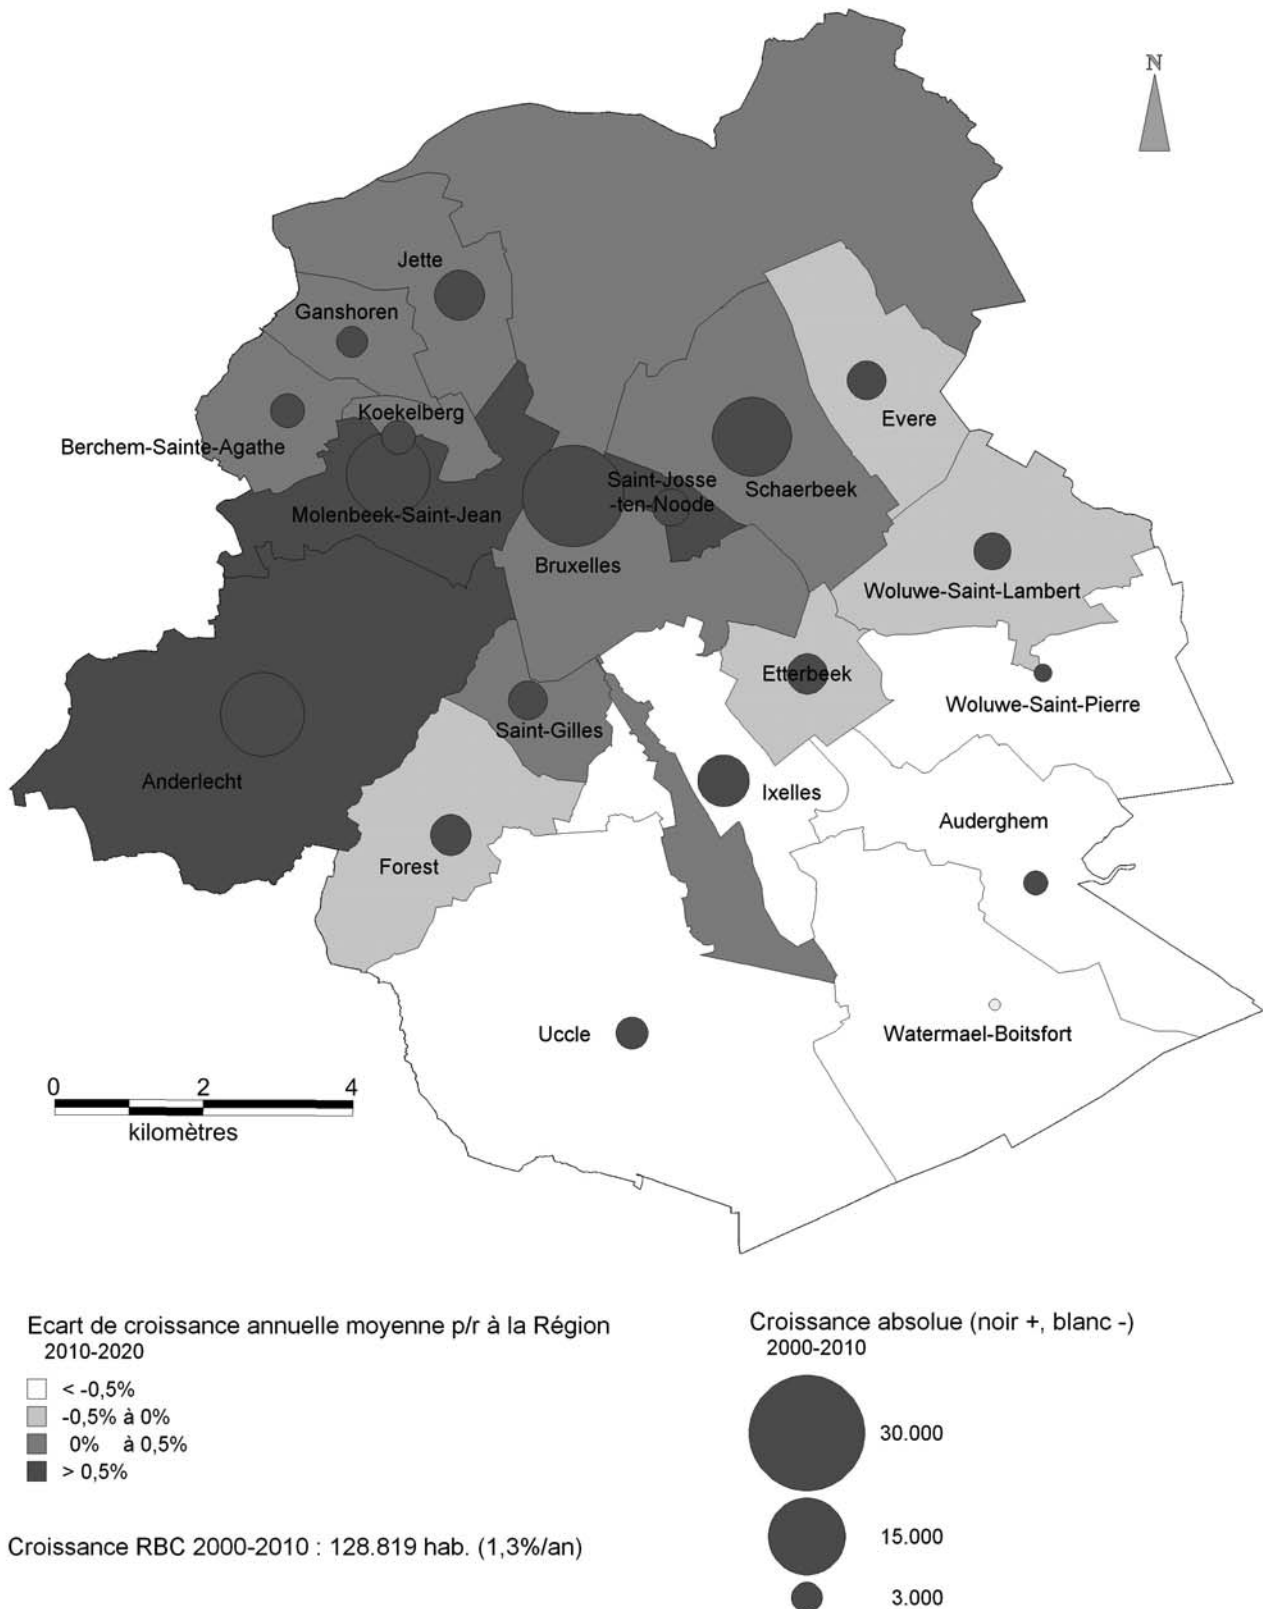 N
Jette
Ganshoren
Koekelberg
Berchem-Sainte-Agathe
Evere
Saint-Josse
-ten-Noode
Schaerbeek
Molenbeek-Saint-Jean
Bruxelles
Woluwe-Saint-Lambert
Etterbeek
Woluwe-Saint-Pierre
Saint-Gilles
Anderlecht
Ixelles
Auderghem
Forest
Uccle
Watermael-Boitsfort
0 2 4
kilomètres
Ecart de croissance annuelle moyenne p/r à la Région
2010-2020
< -0,5%
-0,5% à 0%
0% à 0,5%
> 0,5%
Croissance RBC 2000-2010 : 128.819 hab. (1,3%/an)
Croissance absolue (noir +, blanc -)
2000-2010
30.000
15.000
3.000